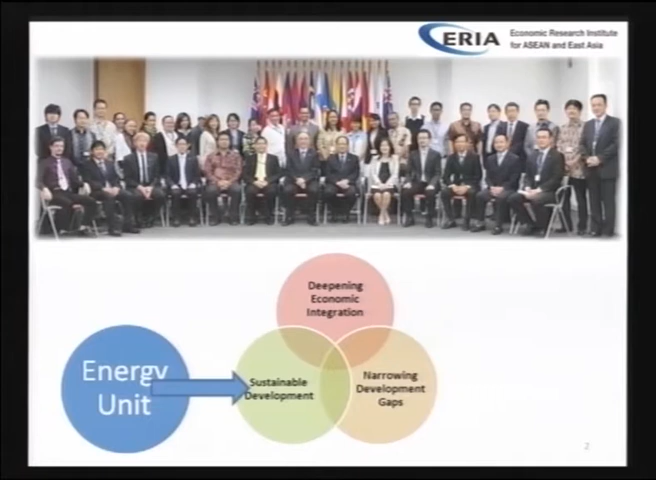 ERIA
Economic Research Institute
for ASEAN and East Asia
Deepening
Economic
Integration
Energy
Unit
Sustainable
Development
Narrowing
Development
Gaps
2